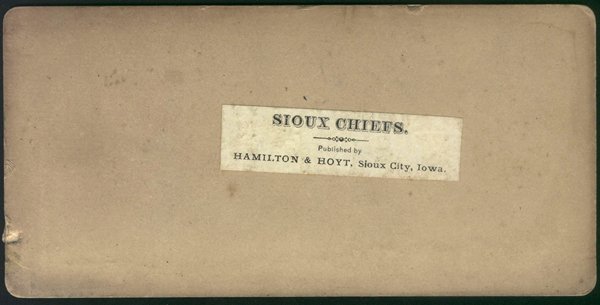 SIOUX CHIEFS.
Published by
HAMILTON & HOYT, Sioux City, Iowa.